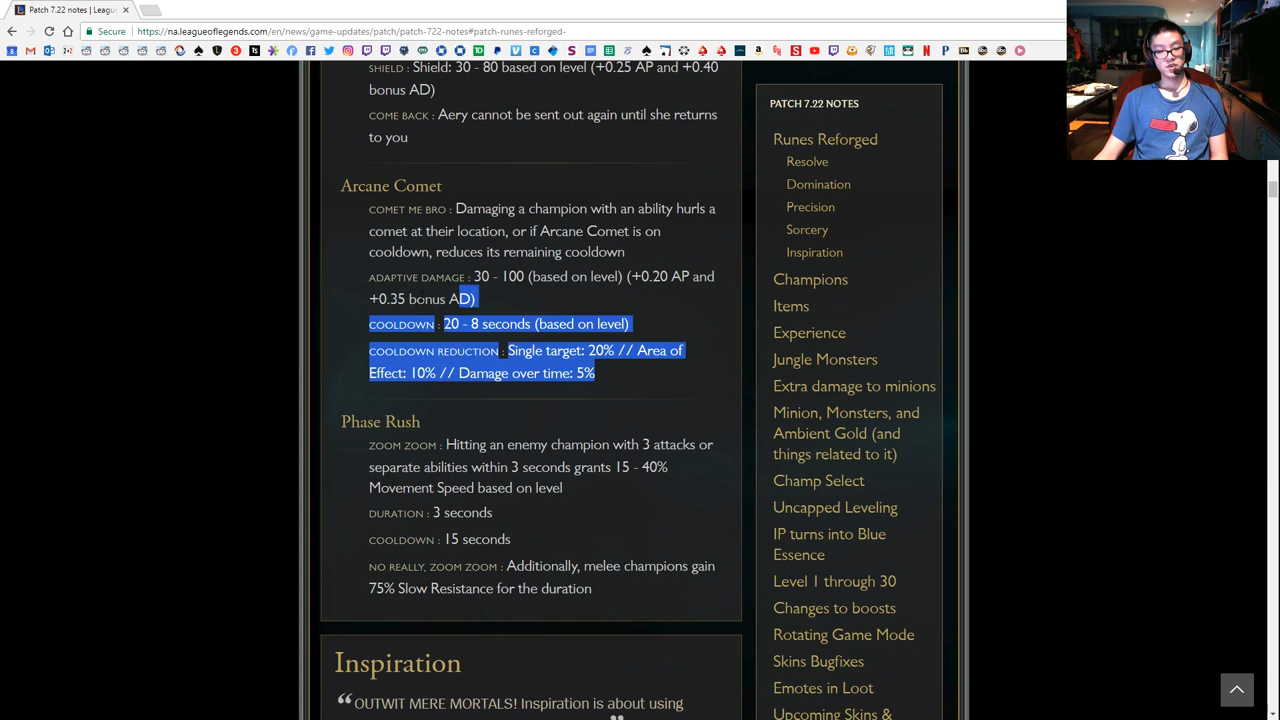 Patch 7.22 notes | Leagu
Secure
https://na.leagueoflegends.com/en/news/game-updates/patch/patch-722-notes#patch-runes-reforged-
SHIELD : Shield: 30 - 80 based on level (+0.25 AP and +0.40
bonus AD)
COME BACK : Aery cannot be sent out again until she returns
to you
Arcane Comet
COMET ME BRO : Damaging a champion with an ability hurls a
comet at their location, or if Arcane Comet is on
cooldown, reduces its remaining cooldown
ADAPTIVE DAMAGE : 30 - 100 (based on level) (+0.20 AP and
+0.35 bonus AD)
COOLDOWN : 20 - 8 seconds (based on level)
COOLDOWN REDUCTION : Single target: 20% // Area of
Effect: 10% // Damage over time: 5%
Phase Rush
ZOOM ZOOM : Hitting an enemy champion with 3 attacks or
separate abilities within 3 seconds grants 15 - 40%
Movement Speed based on level
DURATION : 3 seconds
COOLDOWN : 15 seconds
NO REALLY, ZOOM ZOOM : Additionally, melee champions gain
75% Slow Resistance for the duration
Inspiration
“ OUTWIT MERE MORTALS! Inspiration is about using
PATCH 7.22 NOTES
Runes Reforged
Resolve
Domination
Precision
Sorcery
Inspiration
Champions
Items
Experience
Jungle Monsters
Extra damage to minions
Minion, Monsters, and
Ambient Gold (and
things related to it)
Champ Select
Uncapped Leveling
IP turns into Blue
Essence
Level 1 through 30
Changes to boosts
Rotating Game Mode
Skins Bugfixes
Emotes in Loot
Upcoming Skins &